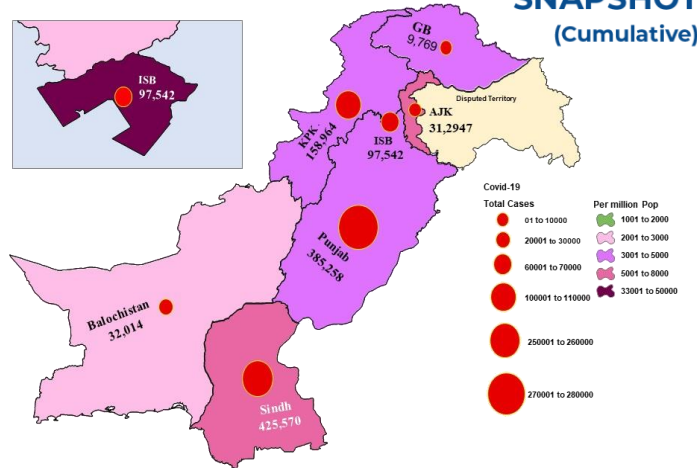 SNAPSHOT
(Cumulative)
GB
9,769
ISB
97,542
Disputed Territory
AJK
31,2947
KPK
158,964
ISB
97,542
Punjab
385,258
Balochistan
32,014
Sindh
425,570
Covid-19
Total Cases
01 to 10000
20001 to 30000
60001 to 70000
100001 to 110000
250001 to 260000
270001 to 280000
Per million Pop
1001 to 2000
2001 to 3000
3001 to 5000
5001 to 8000
33001 to 50000